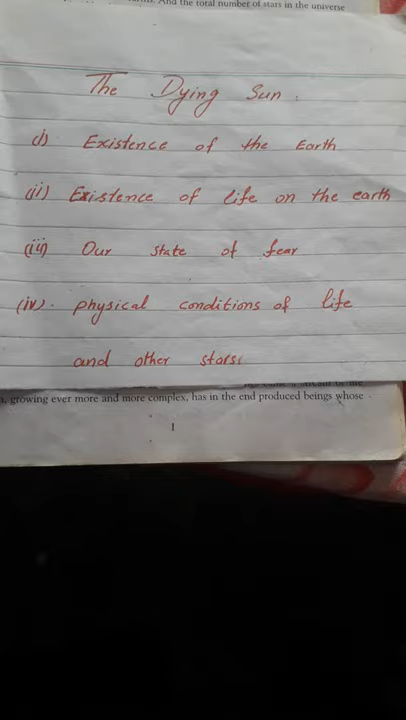 And the total number of stars in the universe
The Dying Sun.
(i) Existence of the Earth
(ii) Existence of life on the earth
(iii) Our state of fear
(iv). physical conditions of life
and other stars.
, growing ever more and more complex, has in the end produced beings whose
I